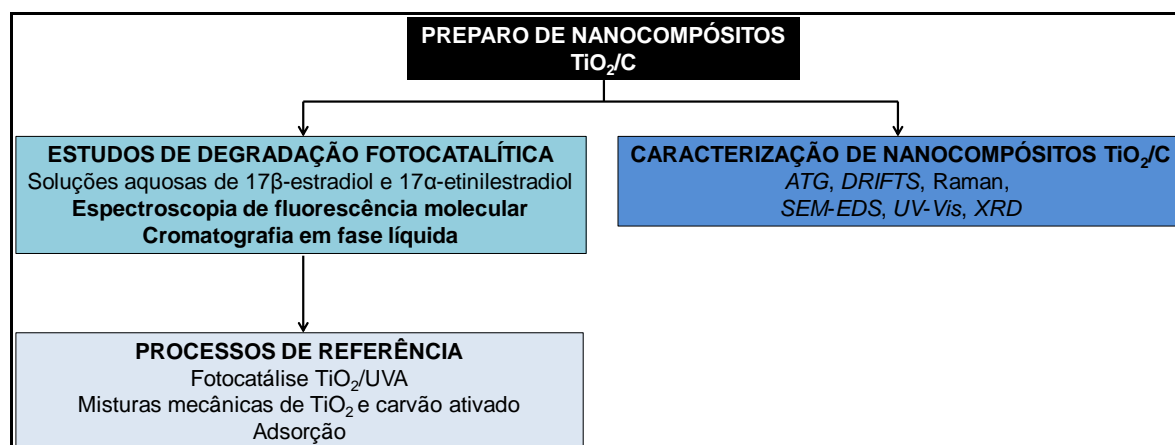 PREPARO DE NANOCOMPÓSITOS
TiO₂/C
ESTUDOS DE DEGRADAÇÃO FOTOCATALÍTICA
Soluções aquosas de 17β-estradiol e 17α-etinilestradiol
Espectroscopia de fluorescência molecular
Cromatografia em fase líquida
CARACTERIZAÇÃO DE NANOCOMPÓSITOS TiO₂/C
ATG, DRIFTS, Raman,
SEM-EDS, UV-Vis, XRD
PROCESSOS DE REFERÊNCIA
Fotocatálise TiO₂/UVA
Misturas mecânicas de TiO₂ e carvão ativado
Adsorção